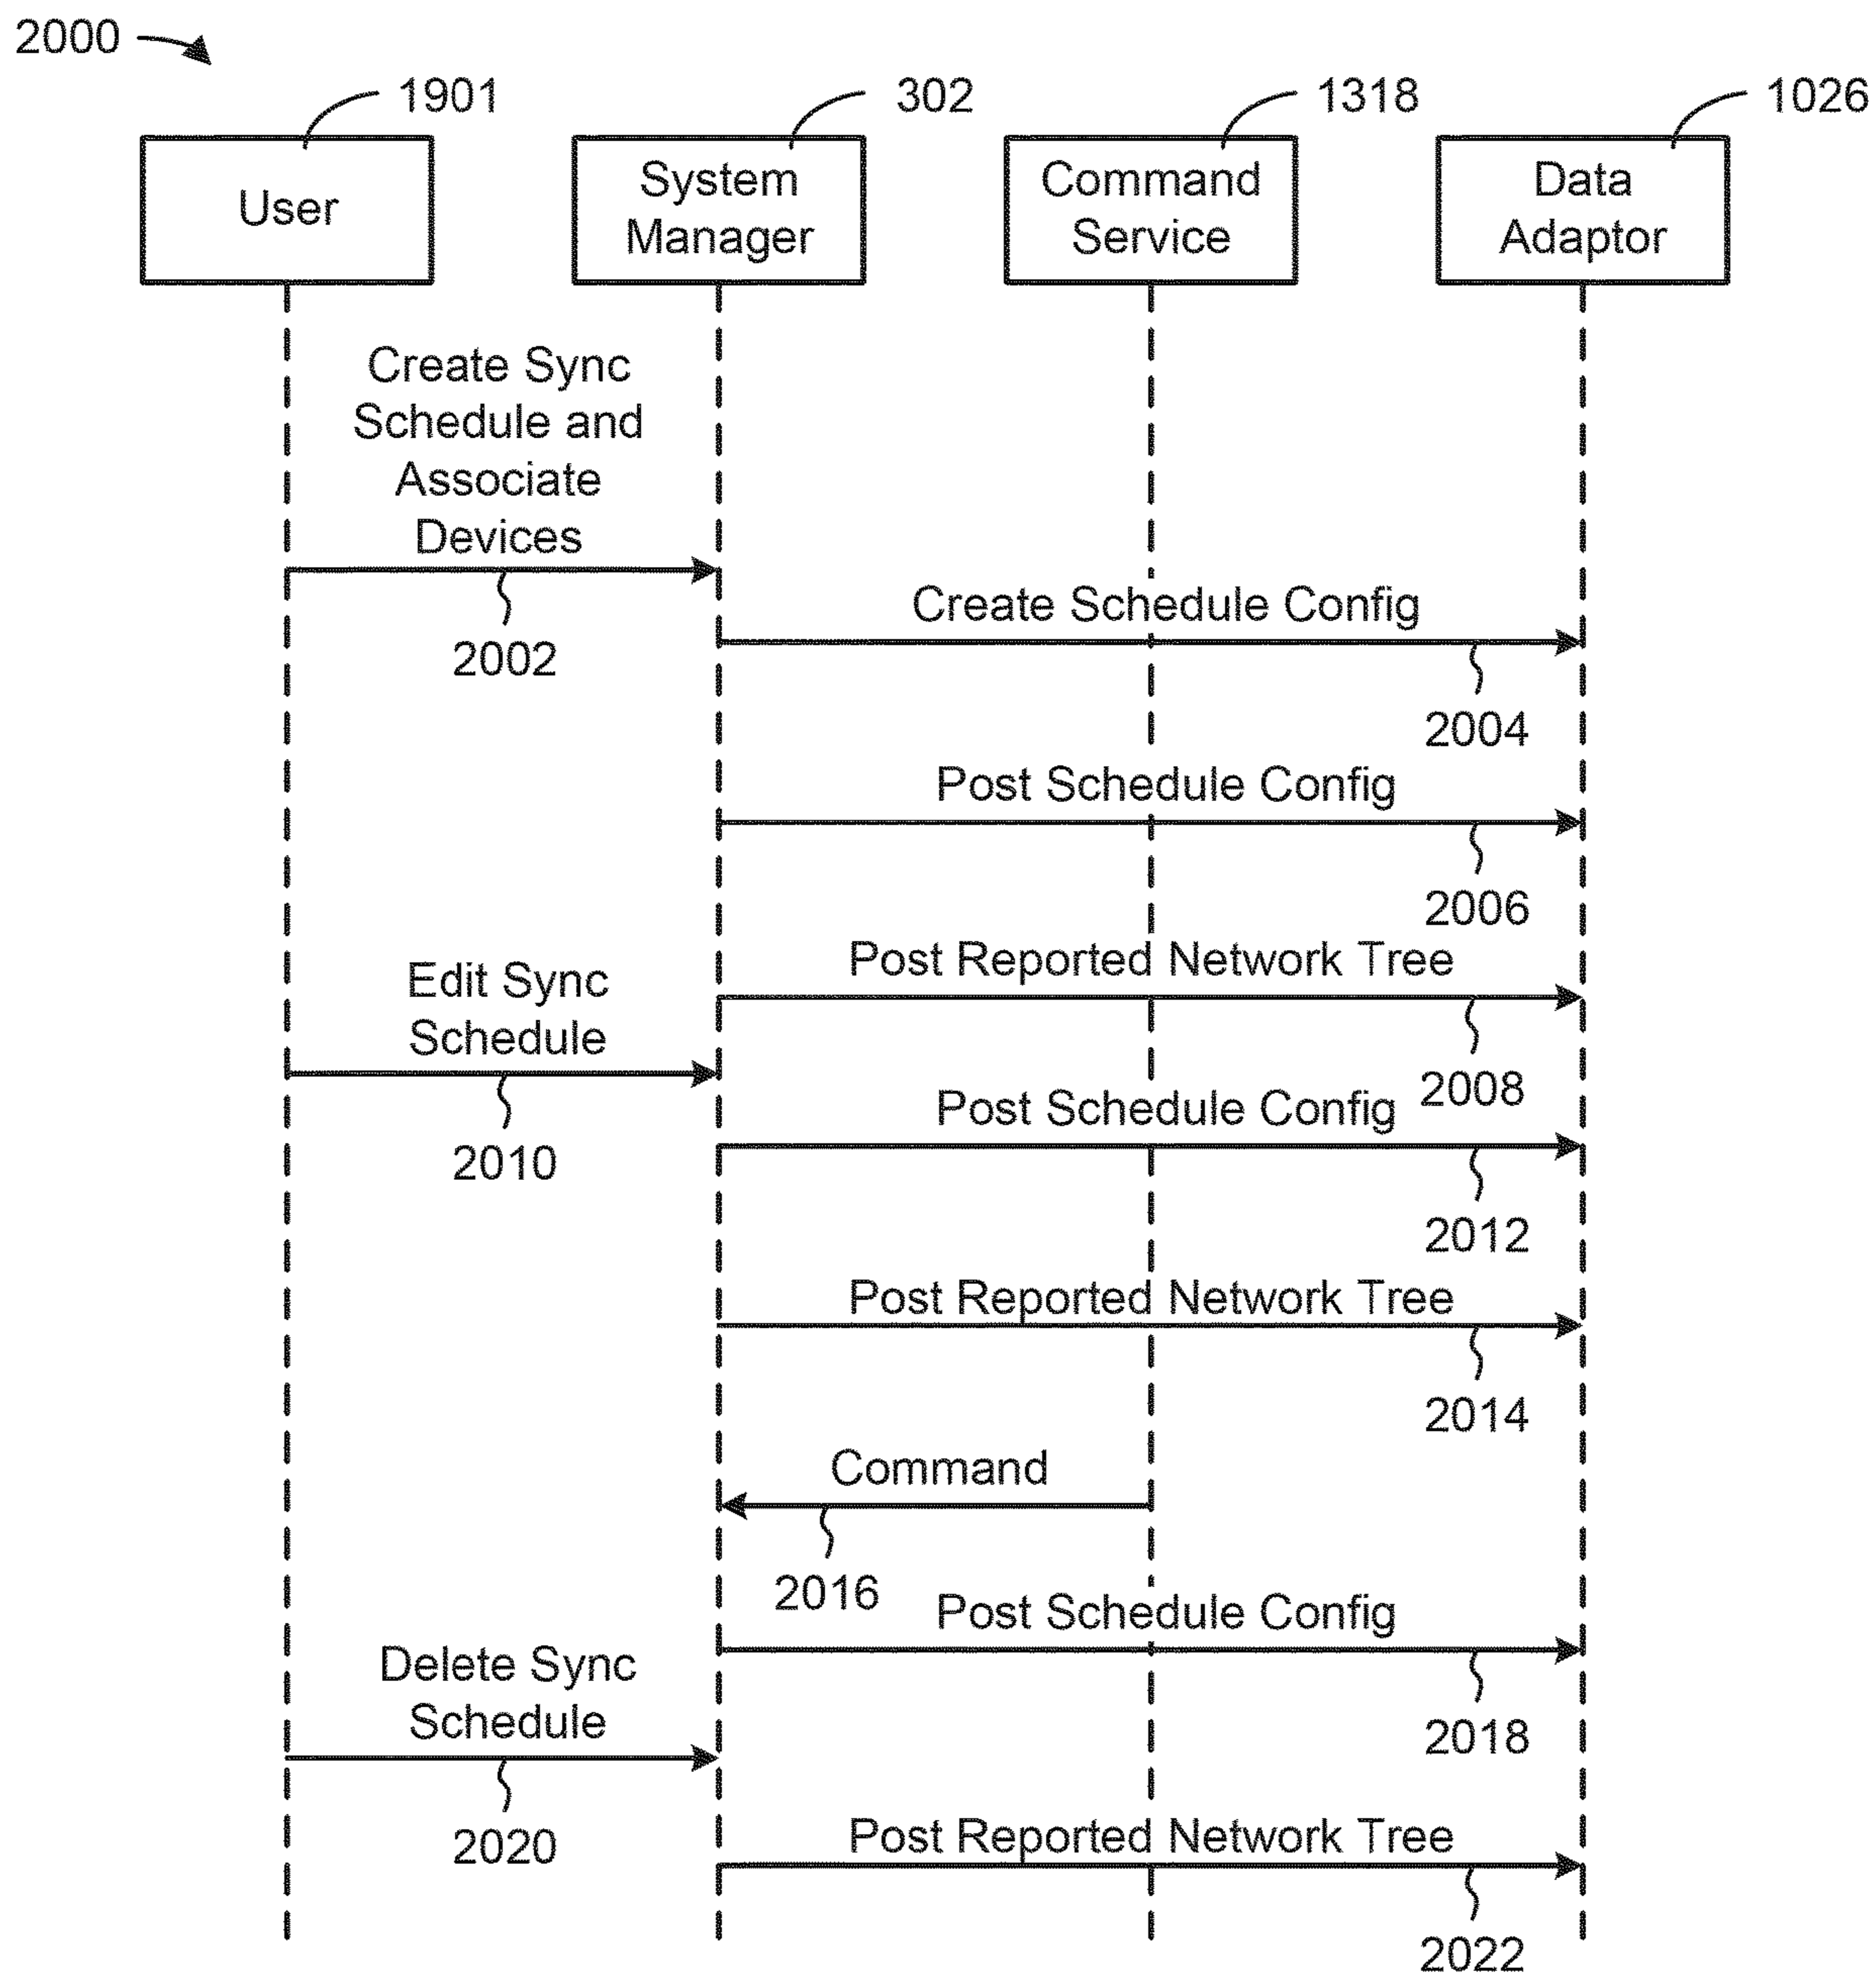 2000
1901
302
1318
1026
User
System
Manager
Command
Service
Data
Adaptor
Create Sync
Schedule and
Associate
Devices
2002
Create Schedule Config
2004
Post Schedule Config
2006
Post Reported Network Tree
2008
Edit Sync
Schedule
2010
Post Schedule Config
2012
Post Reported Network Tree
2014
Command
2016
Post Schedule Config
2018
Delete Sync
Schedule
2020
Post Reported Network Tree
2022